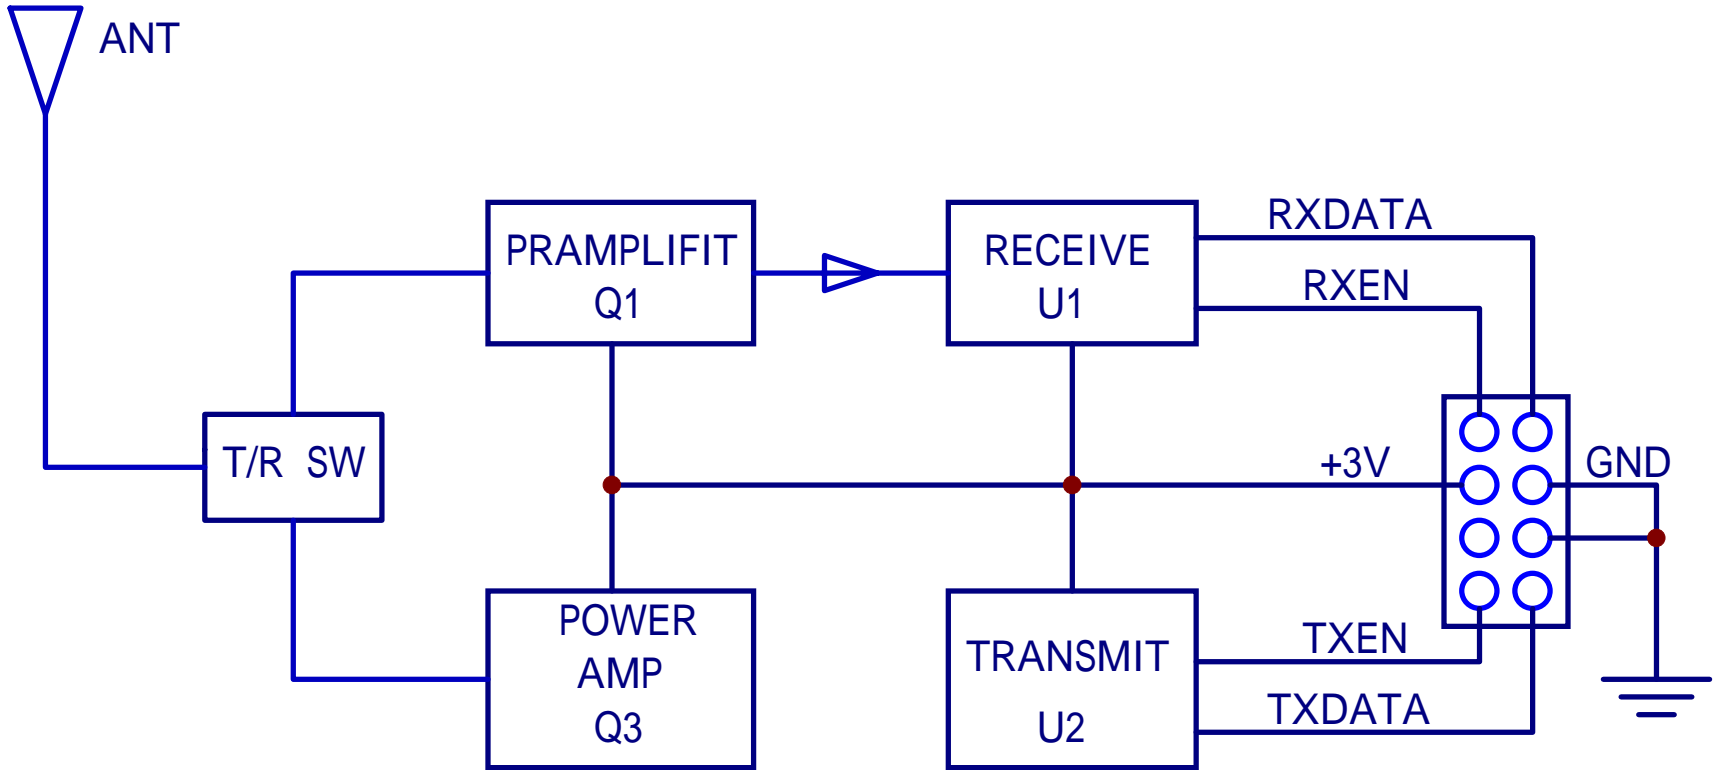 ANT
PRAMPLIFIT
Q1
RECEIVE
U1
RXDATA
RXEN
T/R SW
+3V
GND
POWER
AMP
Q3
TRANSMIT
U2
TXEN
TXDATA